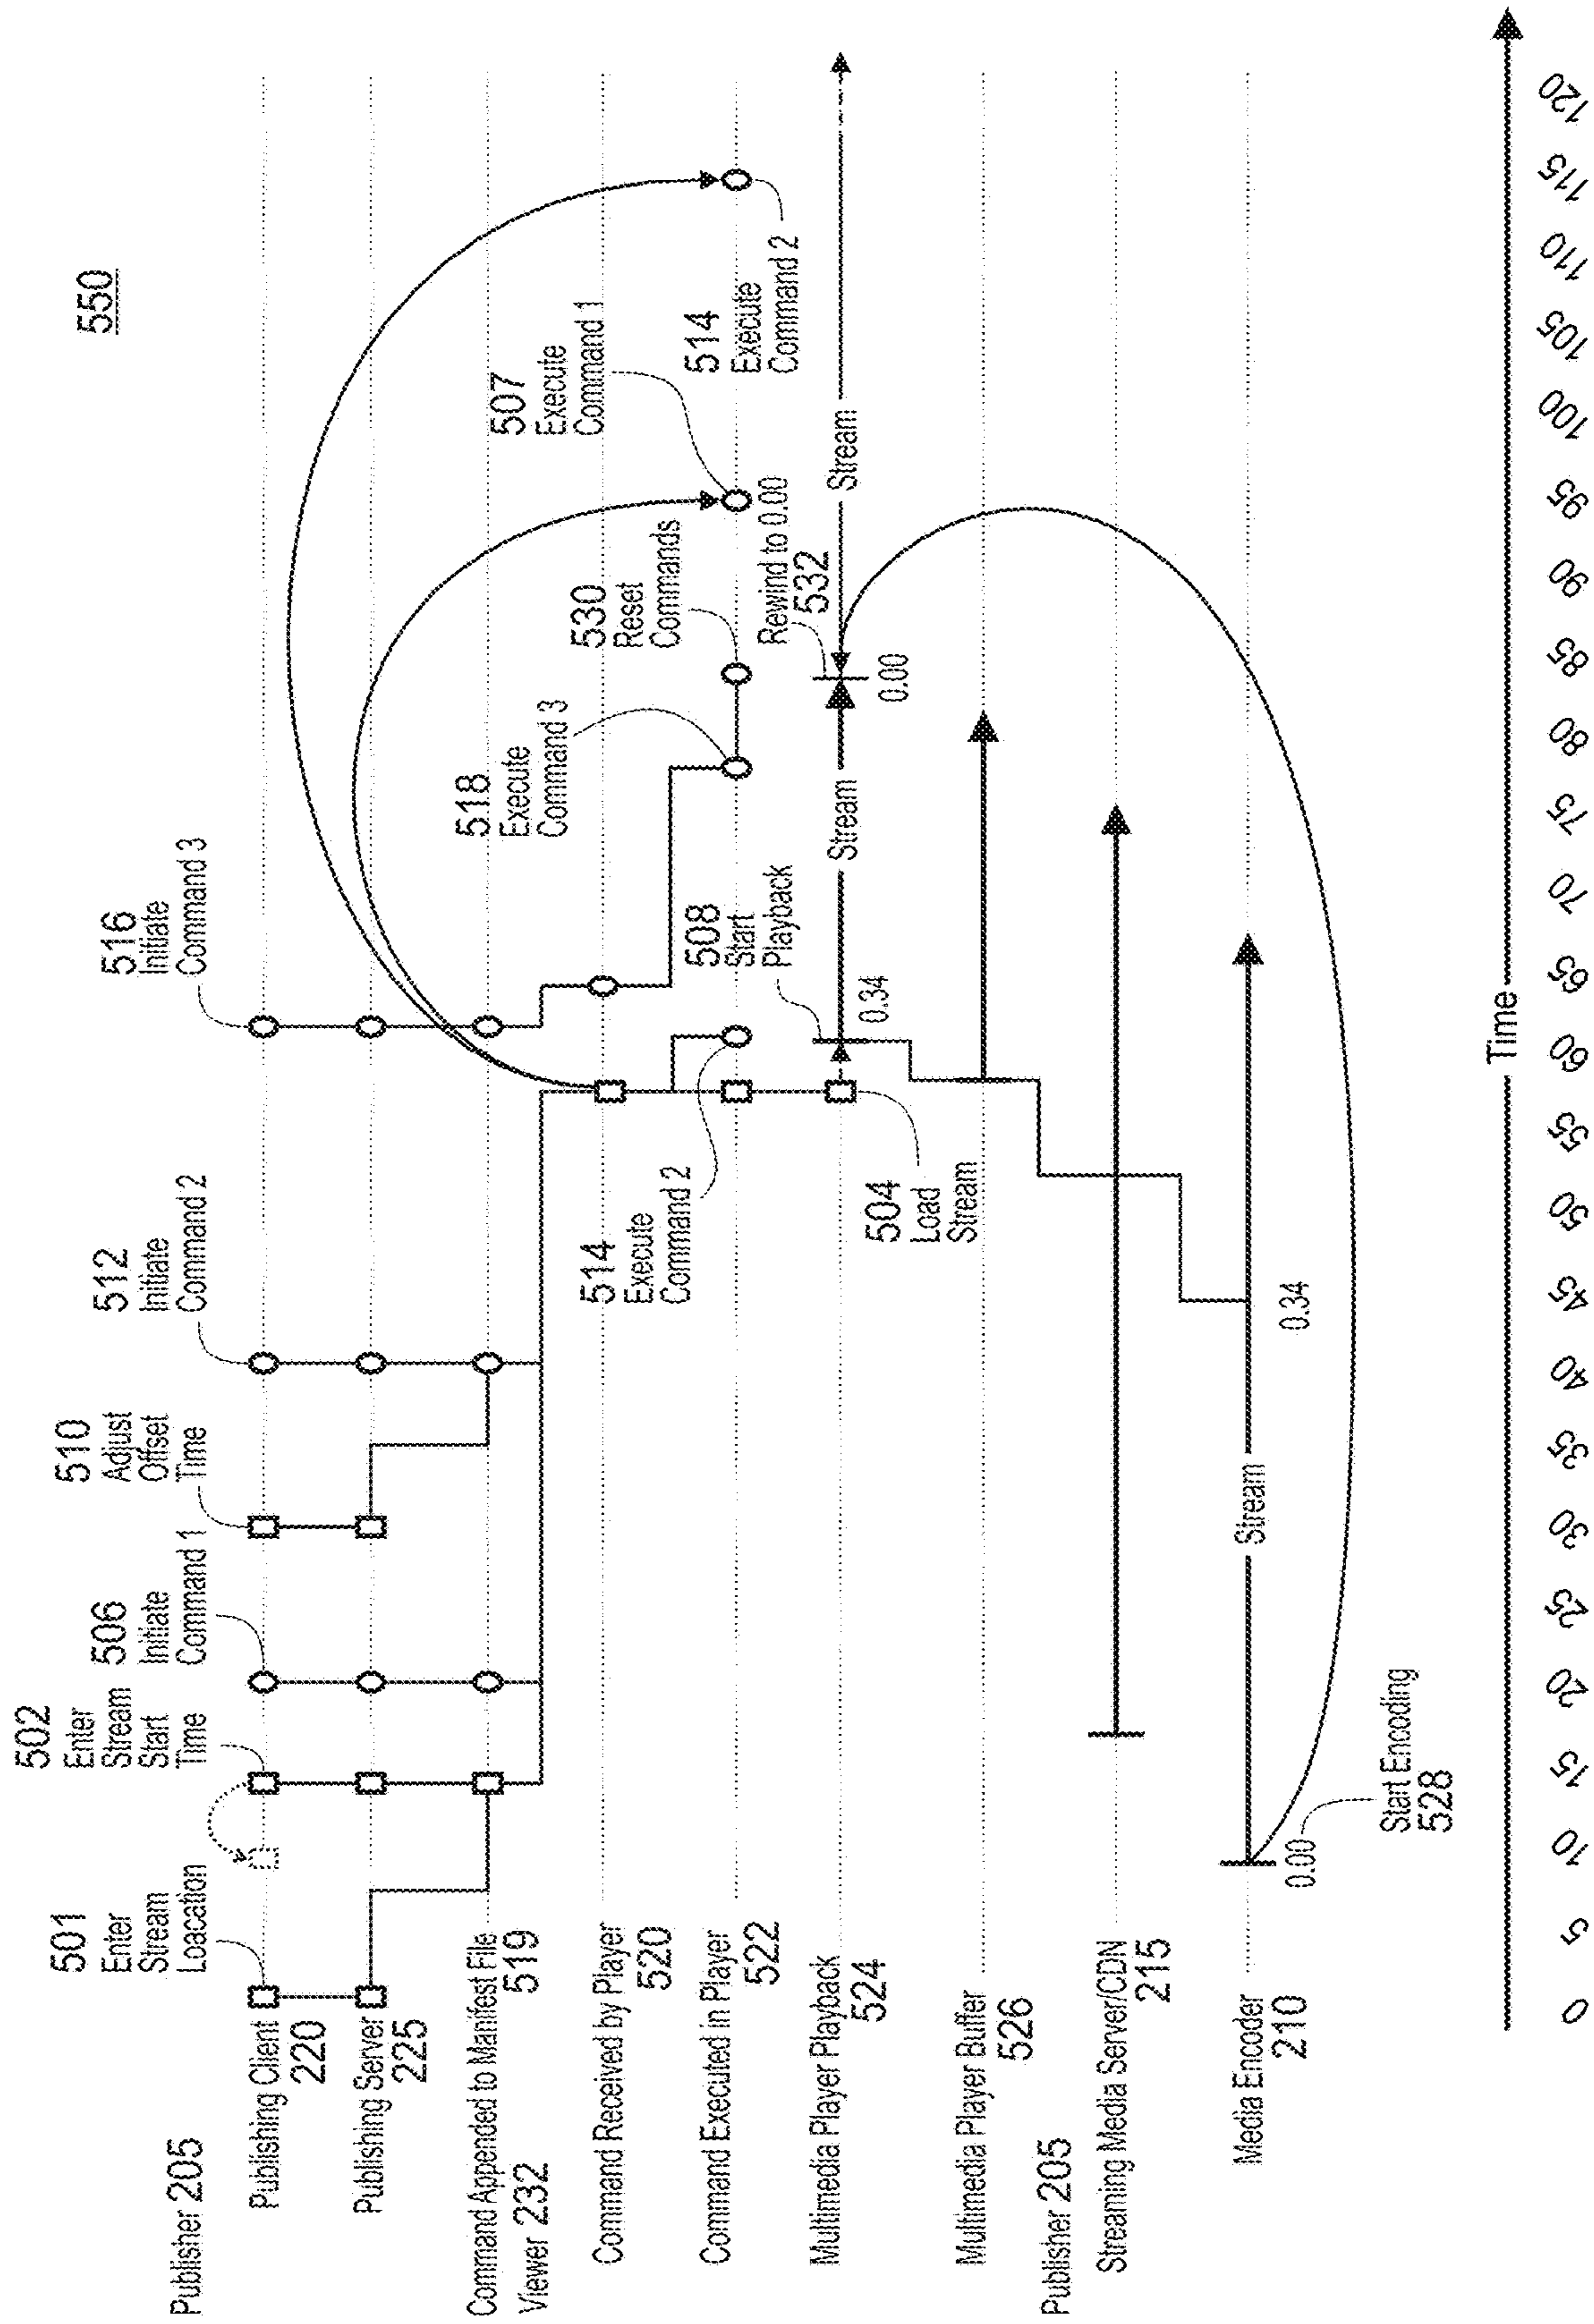 550
Publisher 205
Publishing Client
220
Publishing Server
225
Command Appended to Manifest File
519
Viewer 232
Command Received by Player
520
Command Executed in Player
522
Multimedia Player Playback
524
Multimedia Player Buffer
526
Publisher 205
Streaming Media Server/CDN
215
Media Encoder
210
501
Enter
Stream
Loacation
502
Enter
Stream
Start
Time
506
Initiate
Command 1
510
Adjust
Offset
Time
512
Initiate
Command 2
516
Initiate
Command 3
514
Execute
Command 2
518
Execute
Command 3
530
Reset
Commands
507
Execute
Command 1
514
Execute
Command 2
504
Load
Stream
508
Start
Playback
0.34
Stream
Rewind to 0.00
532
0.00
Stream
0.00
Start Encoding
528
Stream
0.34
Time
0 5 10 15 20 25 30 35 40 45 50 55 60 65 70 75 80 85 90 95 100 105 110 115 120